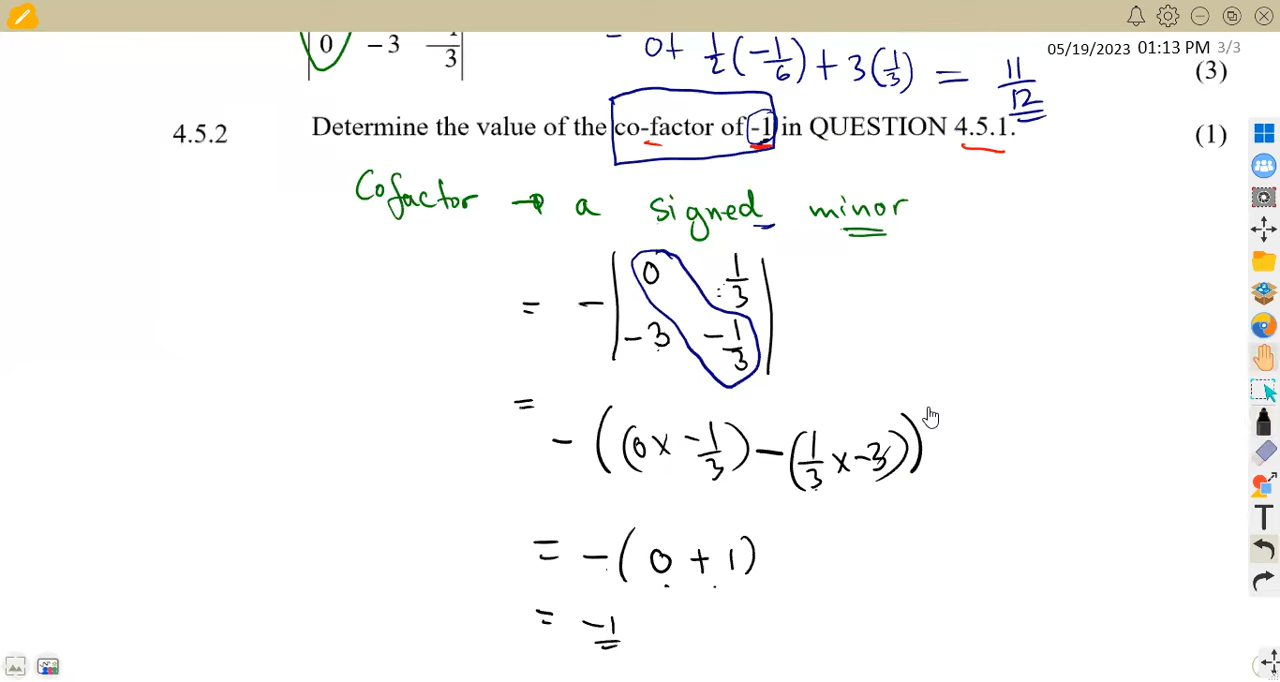 05/19/2023 01:13 PM 3/3
0 -3 -1/3
= 0 + 1/2 (-1/6) + 3(1/3) = 11/12
(3)
4.5.2 Determine the value of the co-factor of -1 in QUESTION 4.5.1. (1)
Cofactor → a signed minor
= - | 0 1/3 |
| -3 -1/3 |
= - ((0 x -1/3) - (1/3 x -3))
= - (0 + 1)
= -1
T